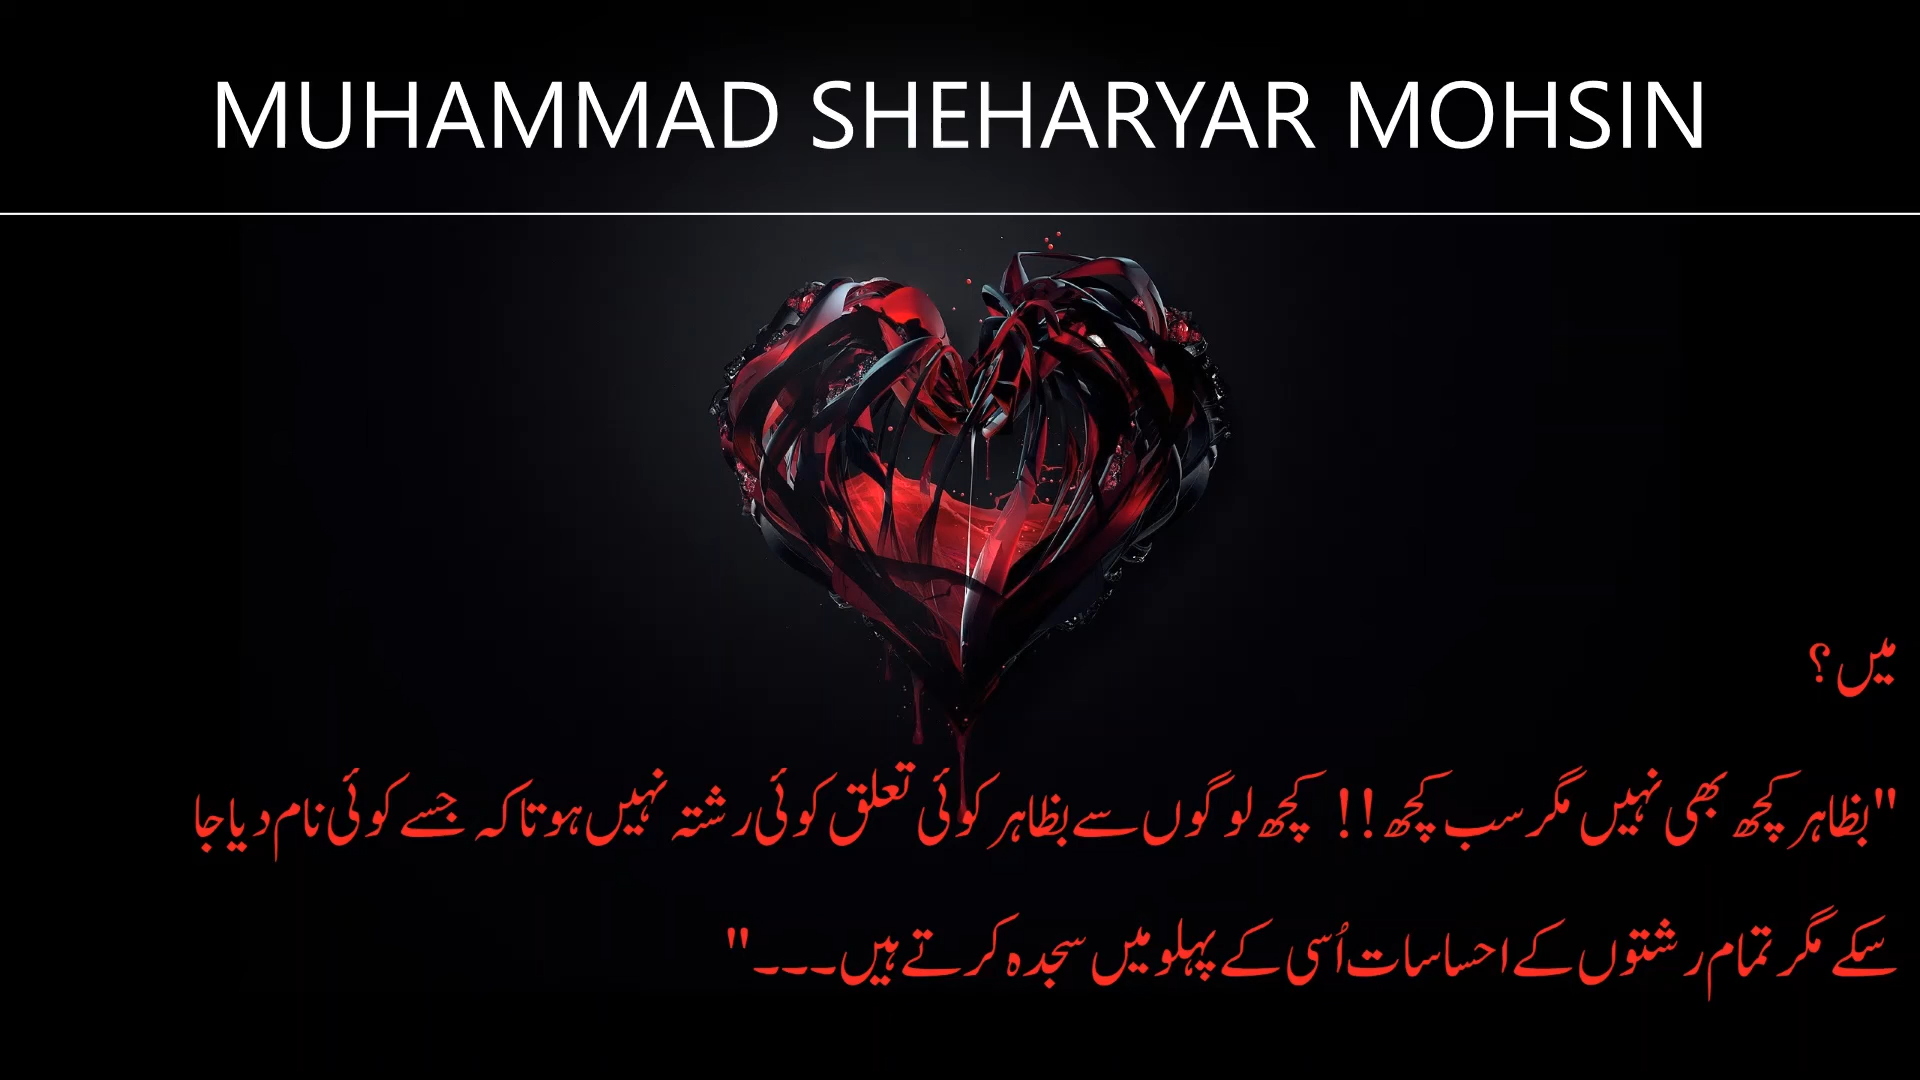 MUHAMMAD SHEHARYAR MOHSIN
میں؟
"بظاہر کچھ بھی نہیں مگر سب کچھ!! کچھ لوگوں سے بظاہر کوئی تعلق کوئی رشتہ نہیں ہوتا کہ جسے کوئی نام دیا جا
سکے مگر تمام رشتوں کے احساسات اُسی کے پہلو میں سجدہ کرتے ہیں۔۔۔"